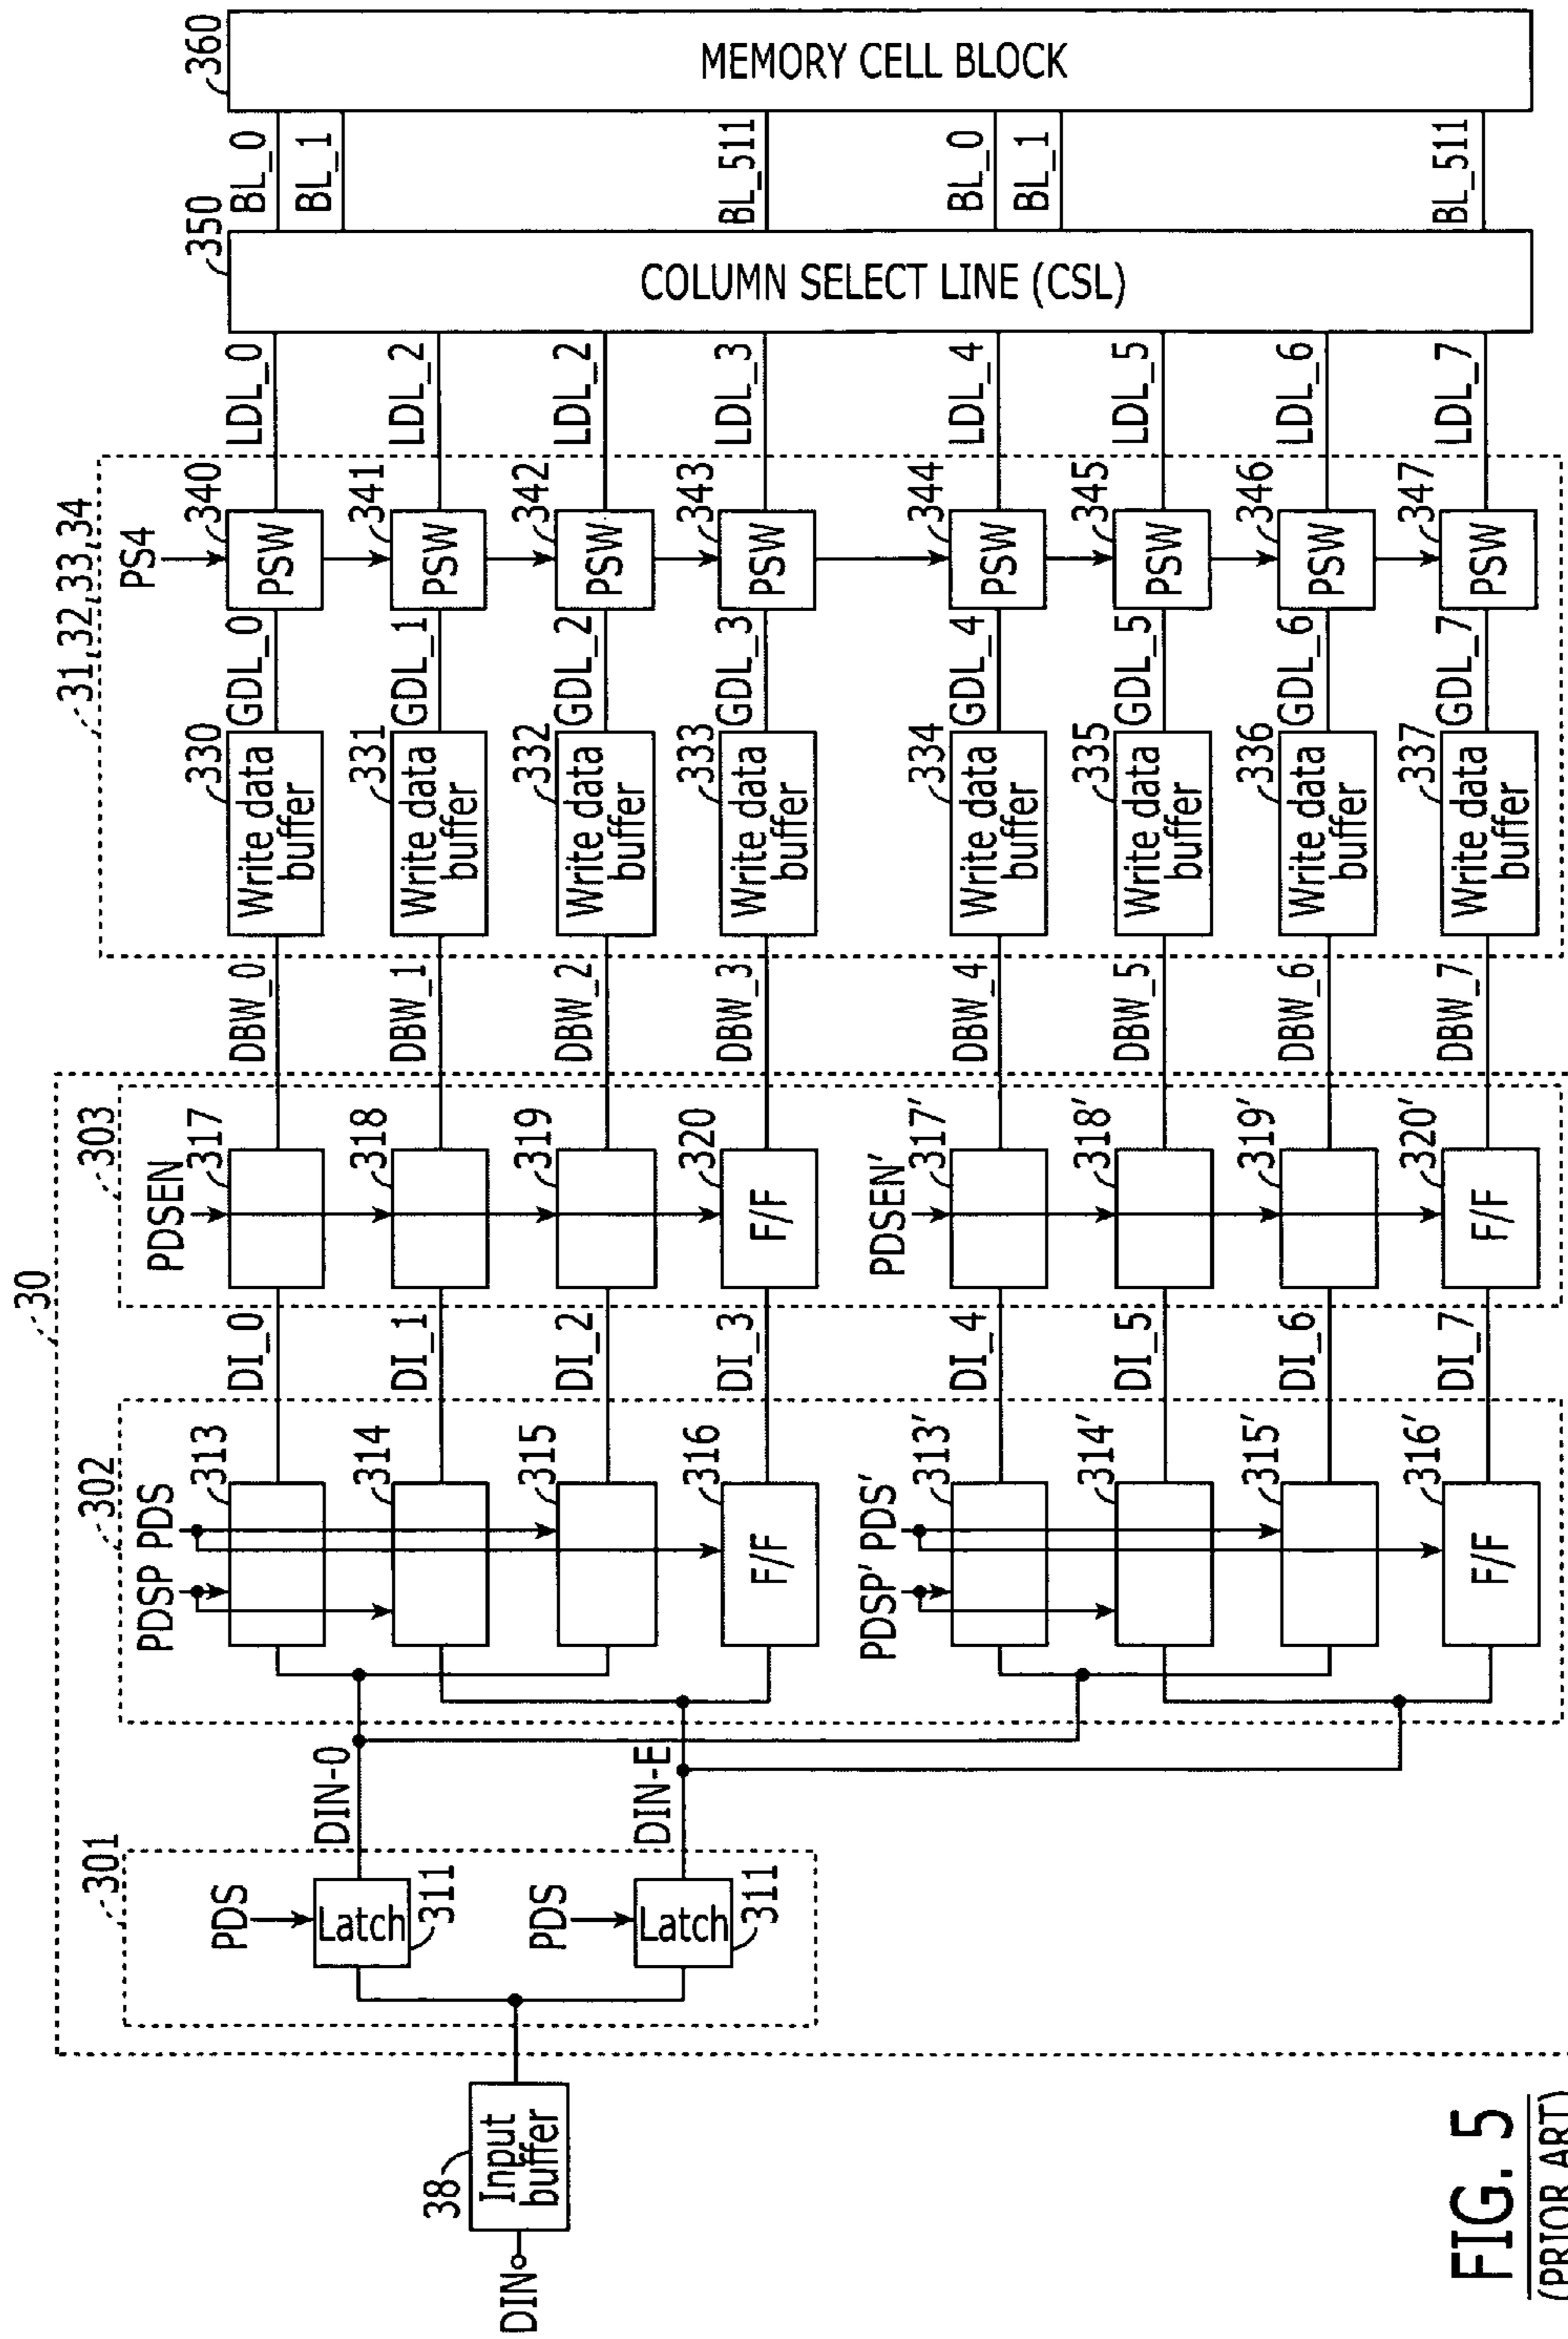 30
31,32,33,34
301
302
303
350
360
PDSP PDS
PDSEN
PS4
313
317
330
340
DI_0
DBW_0
Write data
buffer
GDL_0
PSW
LDL_0
BL_0
BL_1
PDS
Latch
311
DIN-0
314
318
331
341
DI_1
DBW_1
Write data
buffer
GDL_1
PSW
LDL_2
38
Input
buffer
DIN
315
319
332
342
DI_2
DBW_2
Write data
buffer
GDL_2
PSW
LDL_2
PDS
Latch
311
DIN-E
316
F/F
320
F/F
333
343
DI_3
DBW_3
Write data
buffer
GDL_3
PSW
LDL_3
BL_511
COLUMN SELECT LINE (CSL)
MEMORY CELL BLOCK
PDSP' PDS'
PDSEN'
313'
317'
334
344
DI_4
DBW_4
Write data
buffer
GDL_4
PSW
LDL_4
BL_0
BL_1
314'
318'
335
345
DI_5
DBW_5
Write data
buffer
GDL_5
PSW
LDL_5
315'
319'
336
346
DI_6
DBW_6
Write data
buffer
GDL_6
PSW
LDL_6
316'
F/F
320'
F/F
337
347
DI_7
DBW_7
Write data
buffer
GDL_7
PSW
LDL_7
BL_511
FIG. 5
(PRIOR ART)